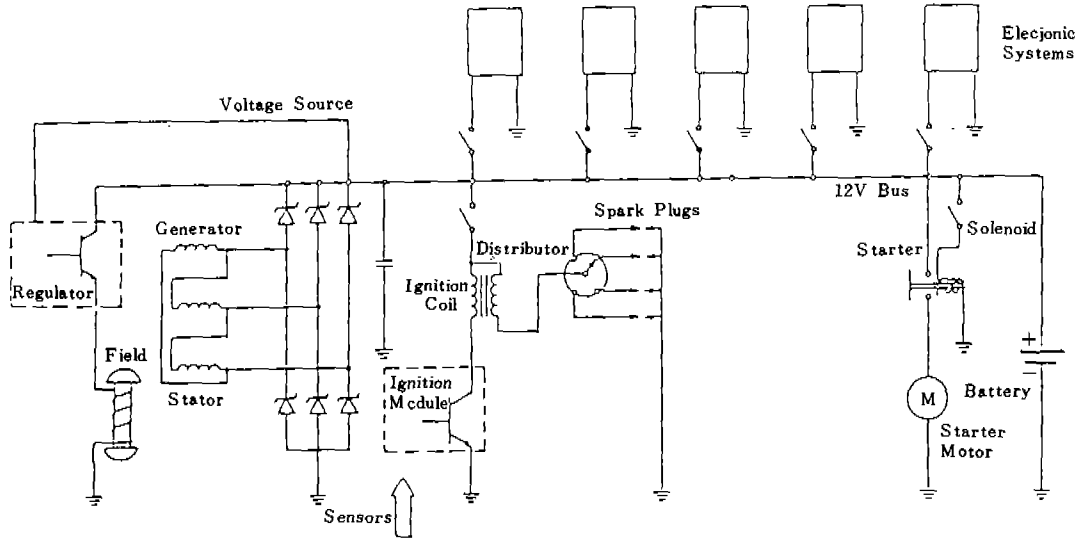 Elecjonic
Systems
Voltage Source
12V Bus
Spark Plugs
Generator
Distributor
Solenoid
Starter
Regulator
Ignition
Coil
Field
Ignition
Mcdule
Stator
M
Battery
Starter
Motor
Sensors